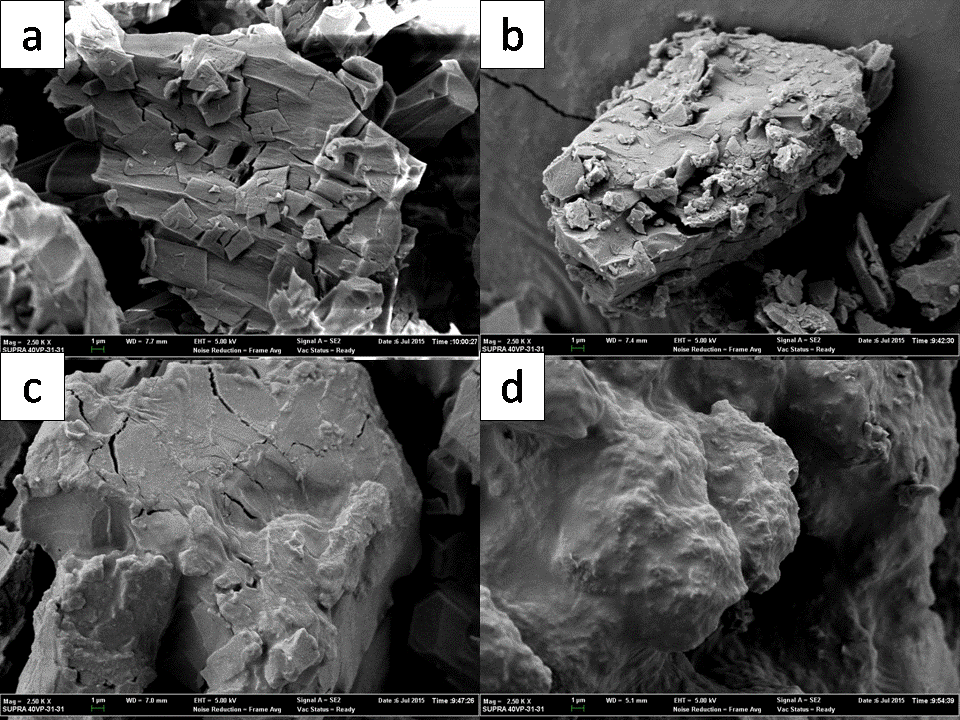 a
Mag = 2.50 K X 1 µm WD = 7.7 mm EHT = 5.00 kV Signal A = SE2 Date :6 Jul 2015 Time :10:00:27
SUPRA 40VP-31-31 Noise Reduction = Frame Avg Vac Status = Ready
b
Mag = 2.50 K X 1 µm WD = 7.4 mm EHT = 5.00 kV Signal A = SE2 Date :6 Jul 2015 Time :9:42:30
SUPRA 40VP-31-31 Noise Reduction = Frame Avg Vac Status = Ready
c
Mag = 2.50 K X 1 µm WD = 7.0 mm EHT = 5.00 kV Signal A = SE2 Date :6 Jul 2015 Time :9:47:26
SUPRA 40VP-31-31 Noise Reduction = Frame Avg Vac Status = Ready
d
Mag = 2.50 K X 1 µm WD = 5.1 mm EHT = 5.00 kV Signal A = SE2 Date :6 Jul 2015 Time :9:54:39
SUPRA 40VP-31-31 Noise Reduction = Frame Avg Vac Status = Ready